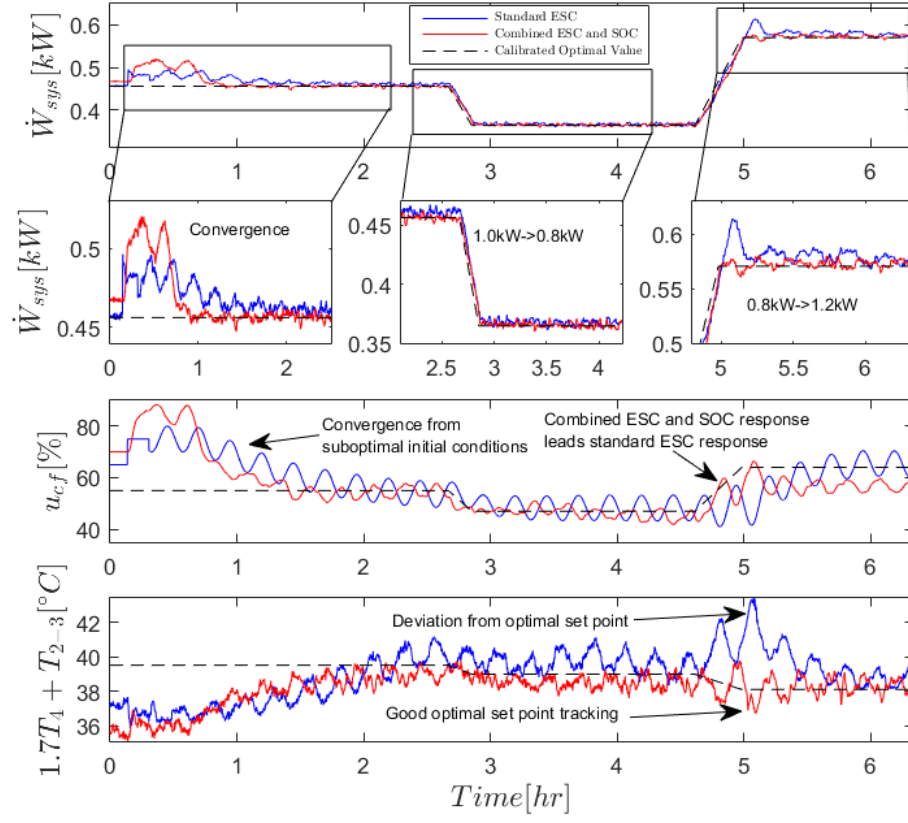 0.6
0.5
0.4
Ẇsys[kW]
Standard ESC
Combined ESC and SOC
Calibrated Optimal Value
0 1 2 3 4 5 6
Ẇsys[kW]
0.5
0.45
Convergence
0 1 2
0.45
0.4
0.35
1.0kW->0.8kW
2.5 3 3.5 4
0.6
0.55
0.5
0.8kW->1.2kW
5 5.5 6
u_c.f[%]
80
60
40
Convergence from
suboptimal initial conditions
Combined ESC and SOC response
leads standard ESC response
0 1 2 3 4 5 6
1.7T4 + T2−3[°C]
42
40
38
36
Deviation from optimal set point
Good optimal set point tracking
0 1 2 3 4 5 6
Time[hr]